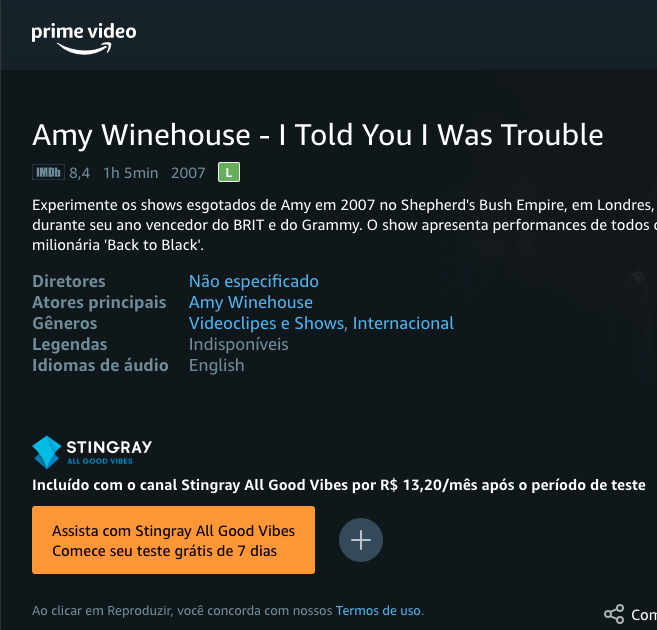 prime video
Amy Winehouse - I Told You I Was Trouble
IMDb 8,4 1h 5min 2007 L
Experimente os shows esgotados de Amy em 2007 no Shepherd's Bush Empire, em Londres,
durante seu ano vencedor do BRIT e do Grammy. O show apresenta performances de todos
milionária 'Back to Black'.
Diretores Não especificado
Atores principais Amy Winehouse
Gêneros Videoclipes e Shows, Internacional
Legendas Indisponíveis
Idiomas de áudio English
STINGRAY
ALL GOOD VIBES
Incluído com o canal Stingray All Good Vibes por R$ 13,20/mês após o período de teste
Assista com Stingray All Good Vibes
Comece seu teste grátis de 7 dias
Ao clicar em Reproduzir, você concorda com nossos Termos de uso.